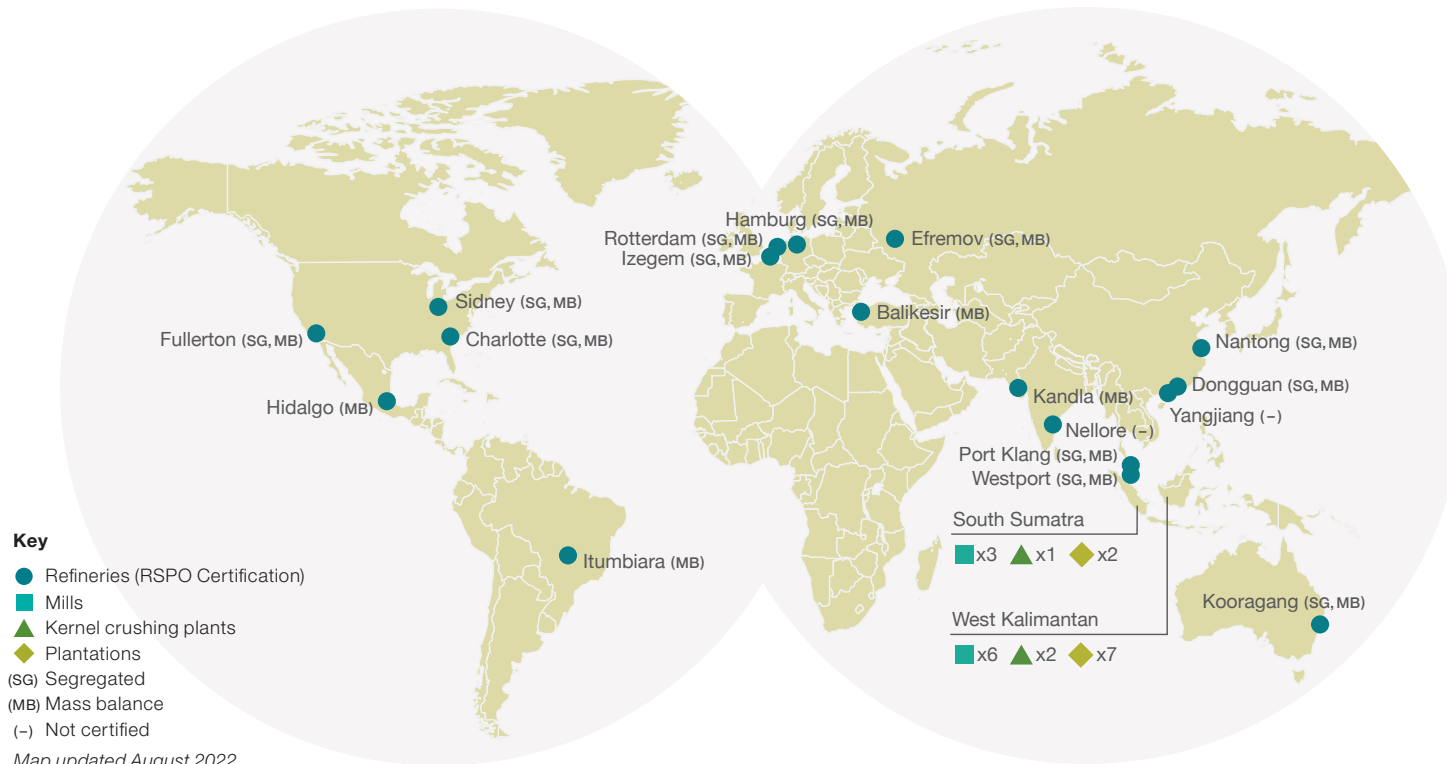 Hamburg (SG, MB)
Rotterdam (SG, MB)
Izegem (SG, MB)
Efremov (SG, MB)
Sidney (SG, MB)
Balikesir (MB)
Fullerton (SG, MB)
Charlotte (SG, MB)
Nantong (SG, MB)
Dongguan (SG, MB)
Kandla (MB)
Hidalgo (MB)
Yangjiang (–)
Nellore (–)
Port Klang (SG, MB)
Westport (SG, MB)
South Sumatra
x3 x1 x2
Itumbiara (MB)
Kooragang (SG, MB)
West Kalimantan
x6 x2 x7
Key
Refineries (RSPO Certification)
Mills
Kernel crushing plants
Plantations
(SG) Segregated
(MB) Mass balance
(–) Not certified
Map updated August 2022